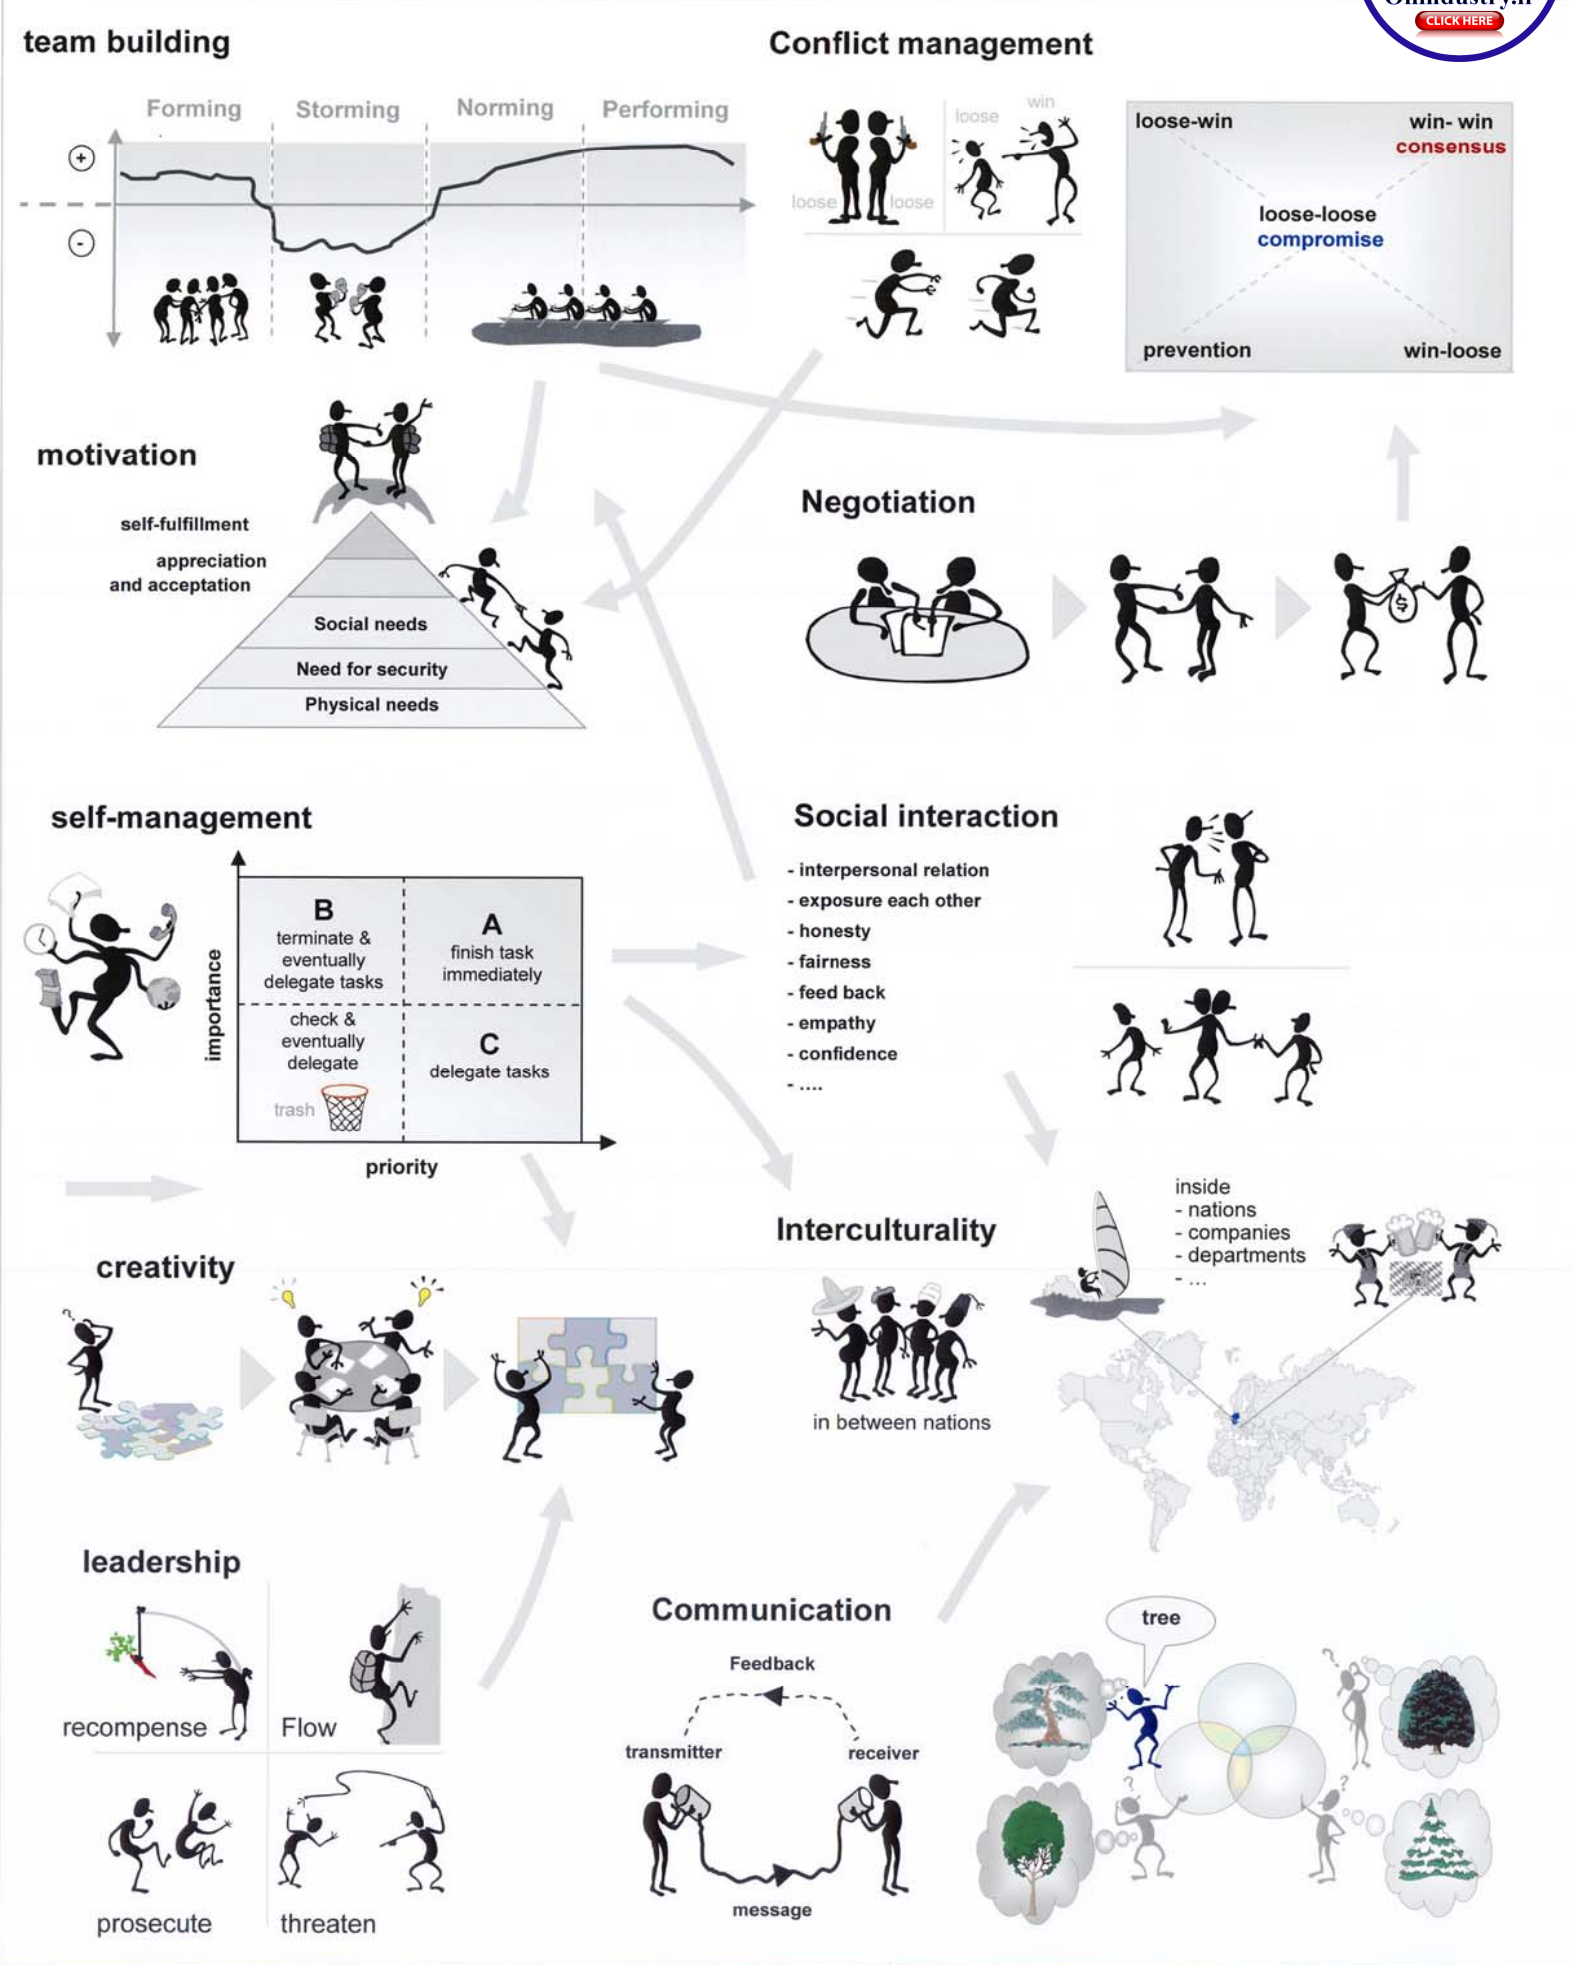 CLICK HERE
team building
Forming
Storming
Norming
Performing
+
-
Conflict management
loose
loose
loose
win
loose-win
win- win
consensus
loose-loose
compromise
prevention
win-loose
motivation
self-fulfillment
appreciation
and acceptation
Social needs
Need for security
Physical needs
Negotiation
$
self-management
importance
B
terminate &
eventually
delegate tasks
A
finish task
immediately
check &
eventually
delegate
trash
C
delegate tasks
priority
Social interaction
- interpersonal relation
- exposure each other
- honesty
- fairness
- feed back
- empathy
- confidence
- ....
creativity
?
Interculturality
in between nations
inside
- nations
- companies
- departments
- ...
leadership
recompense
Flow
prosecute
threaten
Communication
Feedback
transmitter
receiver
message
tree
?
?
?